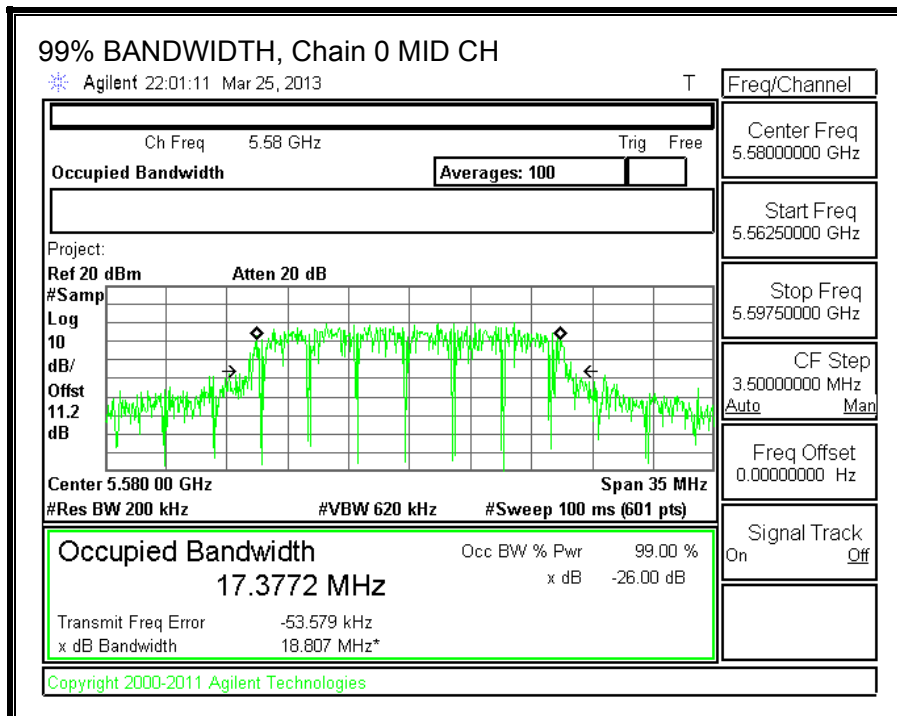 99% BANDWIDTH, Chain 0 MID CH
Agilent 22:01:11 Mar 25, 2013 T
Freq/Channel
Ch Freq 5.58 GHz Trig Free
Occupied Bandwidth Averages: 100
Project:
Ref 20 dBm Atten 20 dB
#Samp
Log
10
dB/
Offst
11.2
dB
Center 5.580 00 GHz Span 35 MHz
#Res BW 200 kHz #VBW 620 kHz #Sweep 100 ms (601 pts)
Occupied Bandwidth Occ BW % Pwr 99.00 %
17.3772 MHz x dB -26.00 dB
Transmit Freq Error -53.579 kHz
x dB Bandwidth 18.807 MHz*
Copyright 2000-2011 Agilent Technologies
Center Freq
5.58000000 GHz
Start Freq
5.56250000 GHz
Stop Freq
5.59750000 GHz
CF Step
3.50000000 MHz
Auto Man
Freq Offset
0.00000000 Hz
Signal Track
On Off